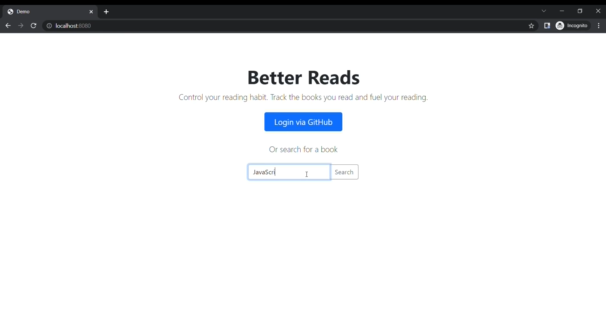 Demo
localhost:8080
Incognito
Better Reads
Control your reading habit. Track the books you read and fuel your reading.
Login via GitHub
Or search for a book
JavaScri
Search